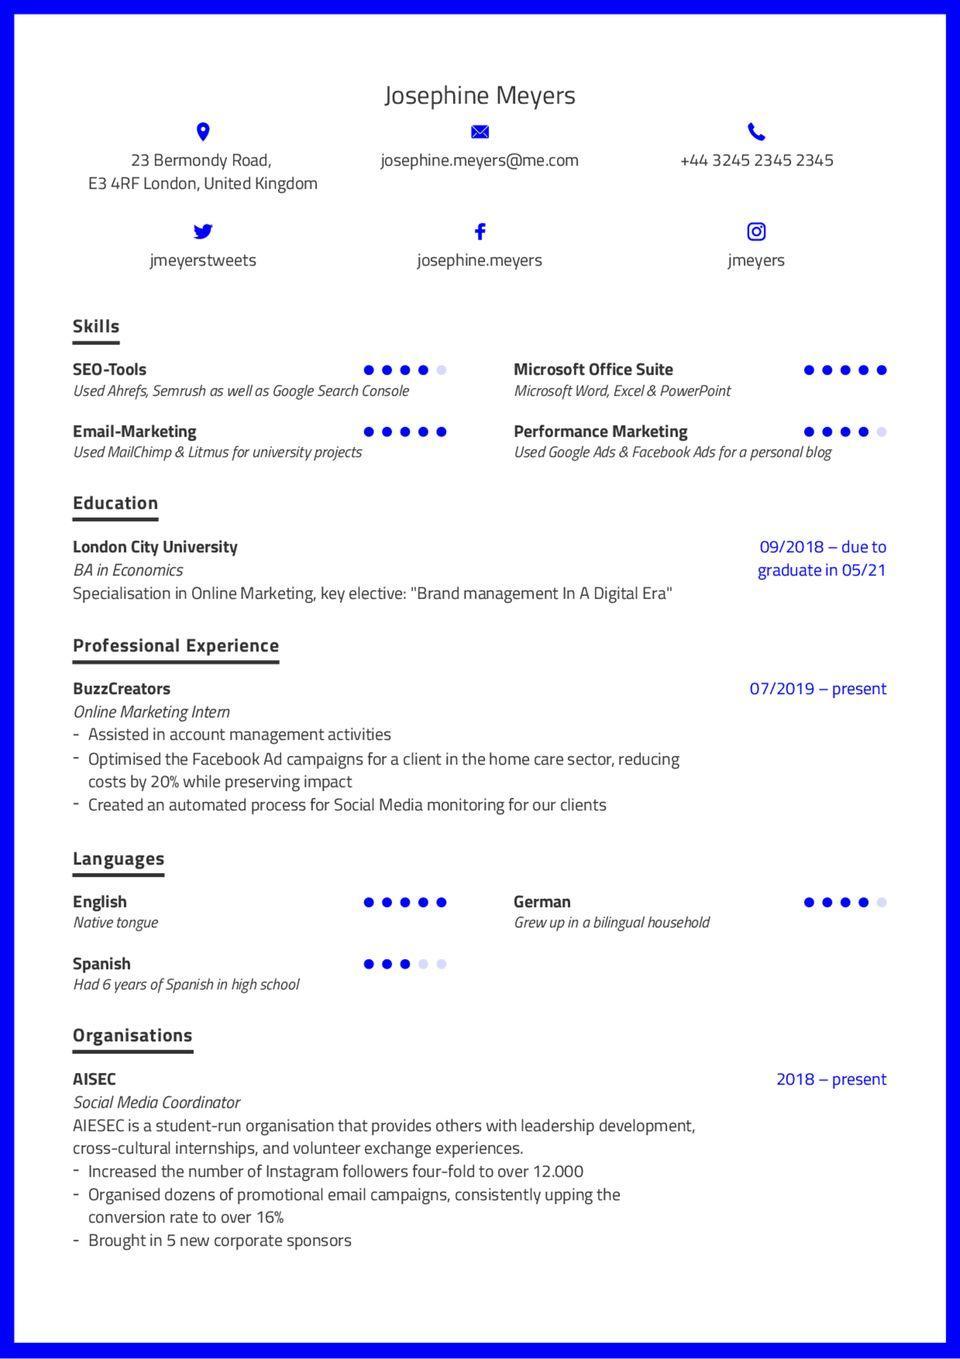 Josephine Meyers
23 Bermondy Road,
E3 4RF London, United Kingdom
josephine.meyers@me.com
+44 3245 2345 2345
jmeyerstweets
josephine.meyers
jmeyers
Skills
SEO-Tools
Used Ahrefs, Semrush as well as Google Search Console
Microsoft Office Suite
Microsoft Word, Excel & PowerPoint
Email-Marketing
Used MailChimp & Litmus for university projects
Performance Marketing
Used Google Ads & Facebook Ads for a personal blog
Education
London City University
09/2018 – due to
graduate in 05/21
BA in Economics
Specialisation in Online Marketing, key elective: "Brand management In A Digital Era"
Professional Experience
BuzzCreators
07/2019 – present
Online Marketing Intern
- Assisted in account management activities
- Optimised the Facebook Ad campaigns for a client in the home care sector, reducing
costs by 20% while preserving impact
- Created an automated process for Social Media monitoring for our clients
Languages
English
Native tongue
German
Grew up in a bilingual household
Spanish
Had 6 years of Spanish in high school
Organisations
AISEC
2018 – present
Social Media Coordinator
AIESEC is a student-run organisation that provides others with leadership development,
cross-cultural internships, and volunteer exchange experiences.
- Increased the number of Instagram followers four-fold to over 12.000
- Organised dozens of promotional email campaigns, consistently upping the
conversion rate to over 16%
- Brought in 5 new corporate sponsors